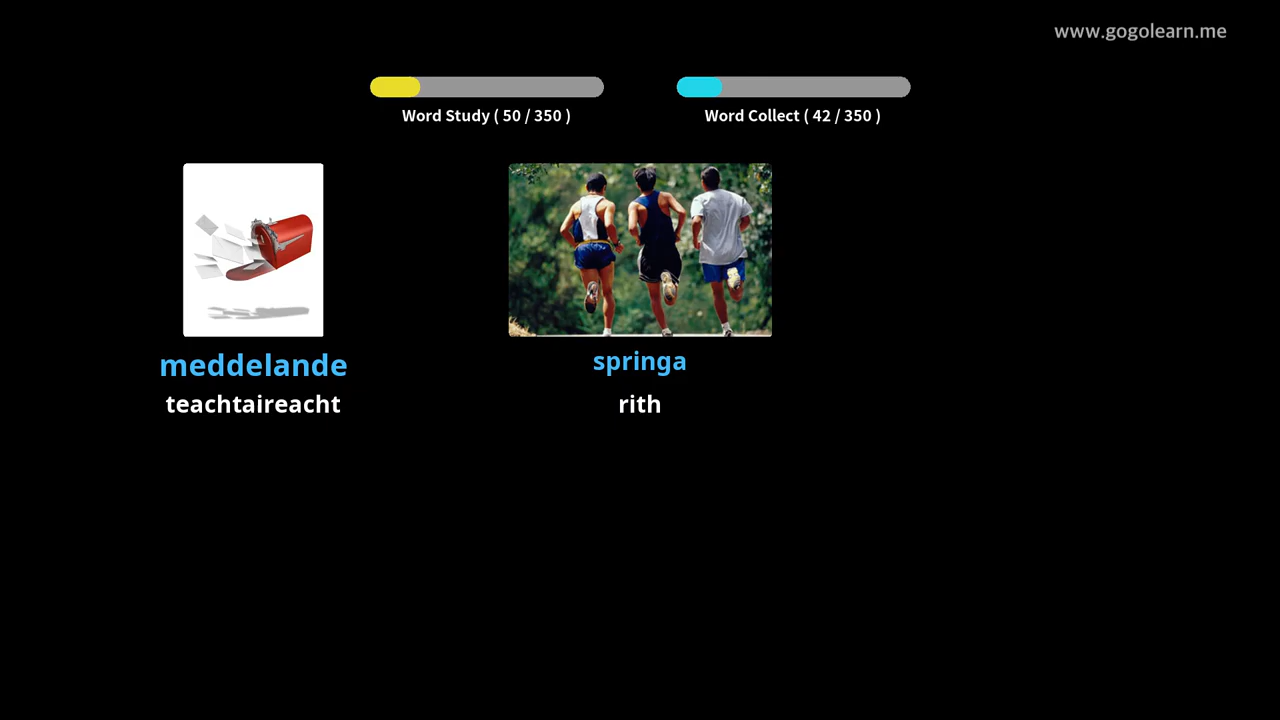 www.gogolearn.me
Word Study ( 50 / 350 )
Word Collect ( 42 / 350 )
meddelande
teachtaireacht
springa
rith